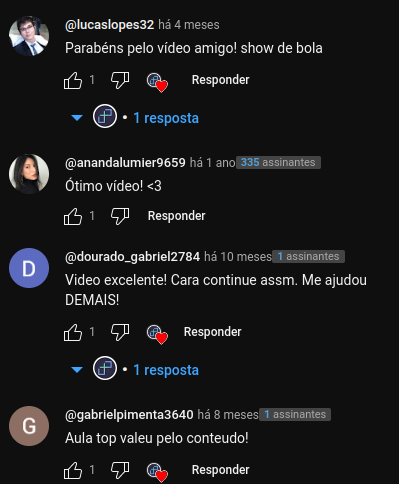 @lucaslopes32 há 4 meses
Parabéns pelo vídeo amigo! show de bola
1 Responder
• 1 resposta
@anandalumier9659 há 1 ano 335 assinantes
Ótimo vídeo! <3
1 Responder
D @dourado_gabriel2784 há 10 meses 1 assinantes
Video excelente! Cara continue assm. Me ajudou
DEMAIS!
1 Responder
• 1 resposta
G @gabrielpimenta3640 há 8 meses 1 assinantes
Aula top valeu pelo conteudo!
1 Responder